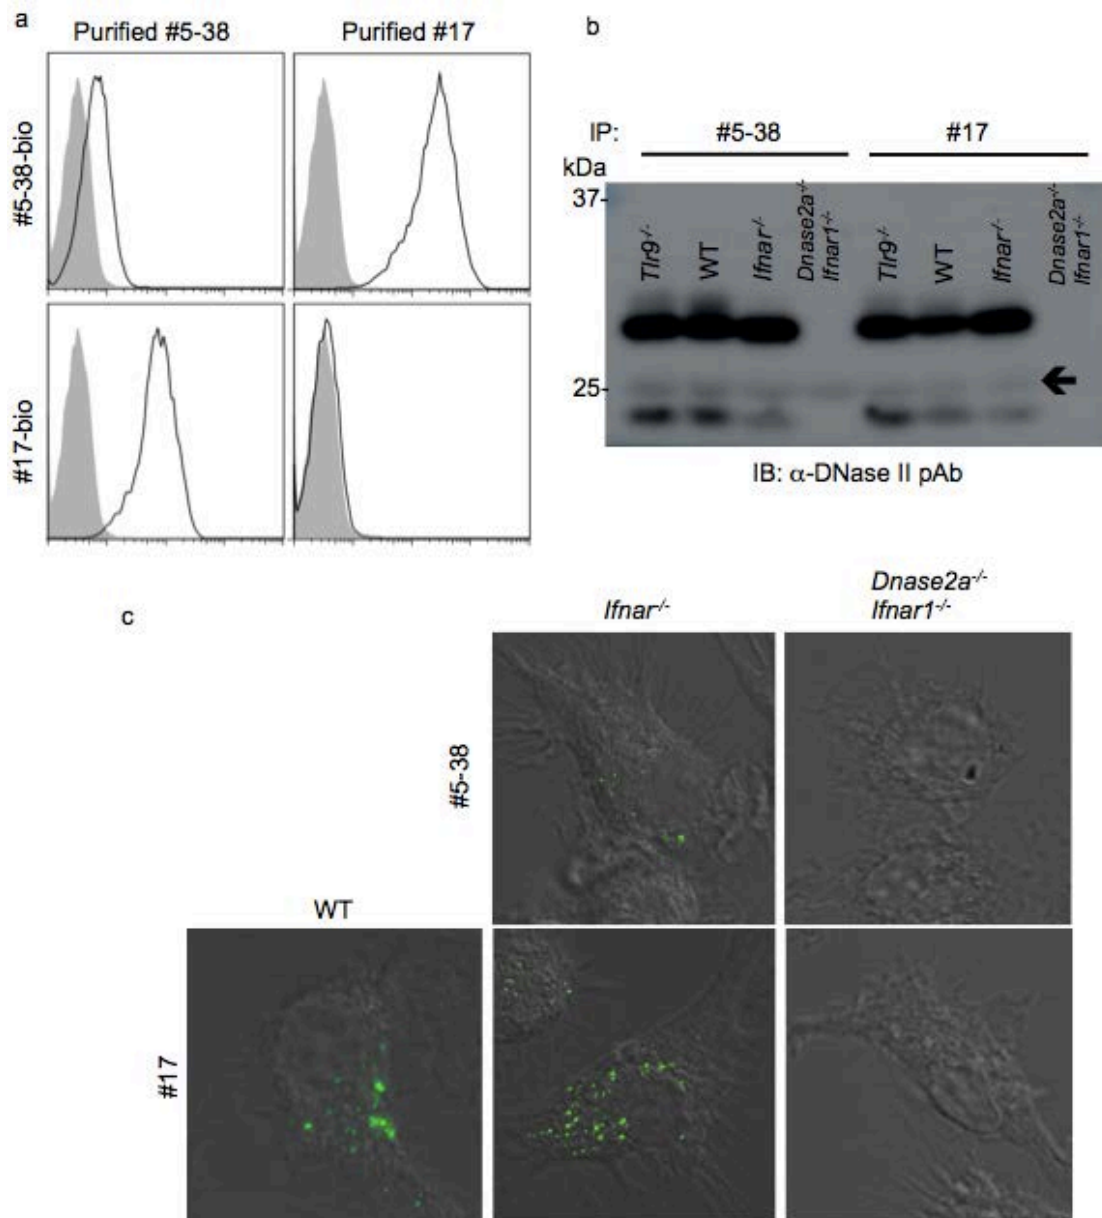 a
Purified #5-38
Purified #17
#5-38-bio
#17-bio
b
IP:
#5-38
#17
kDa
37-
25-
Tlr9-/-
WT
Ifnar-/-
Dnase2a-/-
Ifnar1-/-
Tlr9-/-
WT
Ifnar-/-
Dnase2a-/-
Ifnar1-/-
IB: α-DNase II pAb
c
Ifnar-/-
Dnase2a-/-
Ifnar1-/-
#5-38
WT
#17